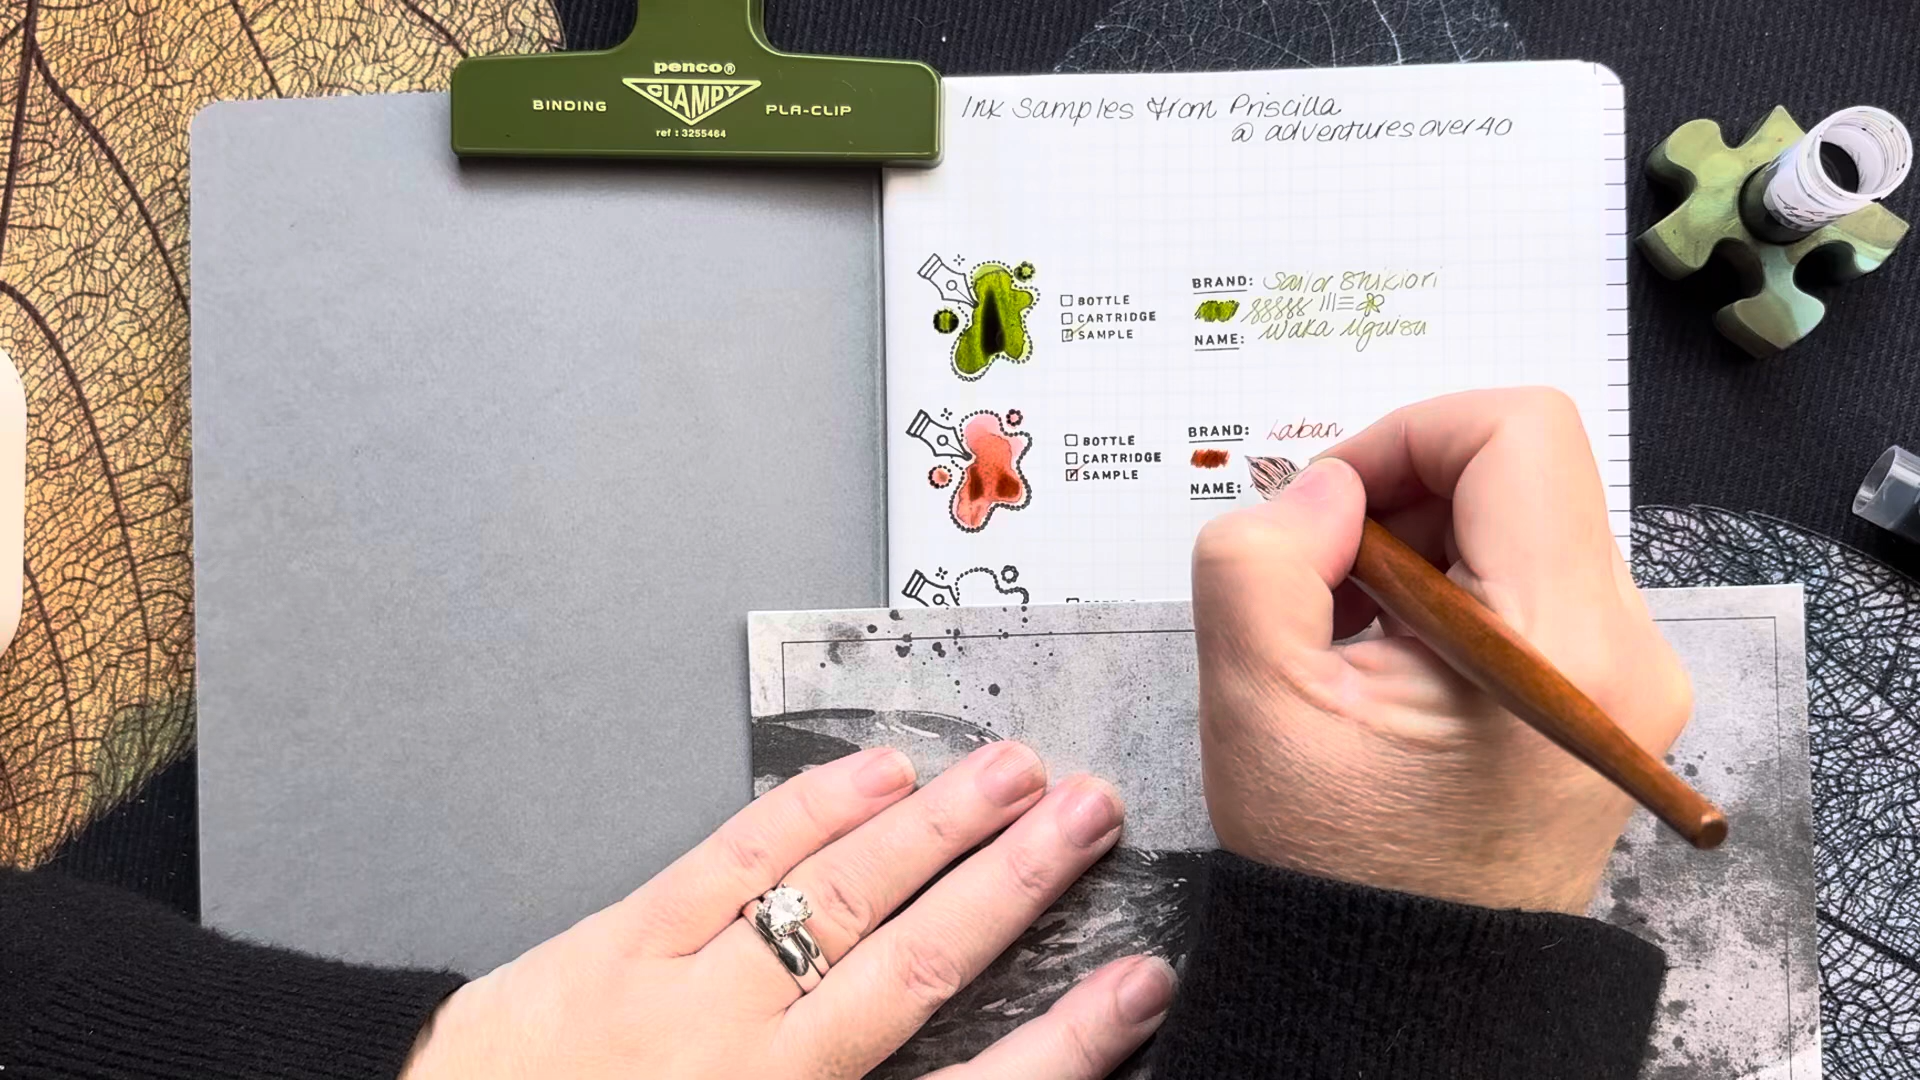 penco®
CLAMPY
BINDING PLA-CLIP
ref : 3255464
Ink Samples from Priscilla
@ adventuresover40
BOTTLE
CARTRIDGE
SAMPLE
BRAND: Sailor Shikiori
NAME: Waka Uguisu
BOTTLE
CARTRIDGE
SAMPLE
BRAND: Laban
NAME: